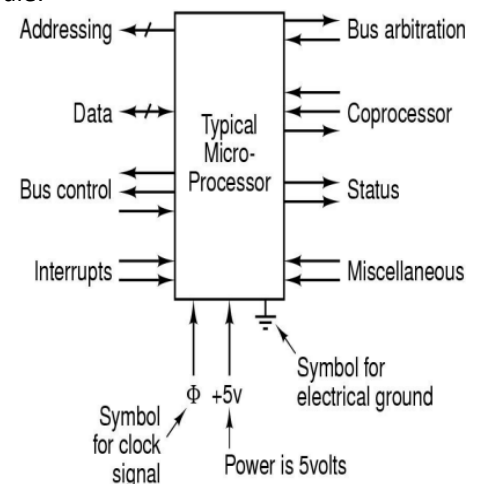 Addressing
Bus arbitration
Data
Typical
Micro-
Processor
Coprocessor
Bus control
Status
Interrupts
Miscellaneous
Φ +5v
Symbol for
electrical ground
Symbol
for clock
signal
Power is 5volts